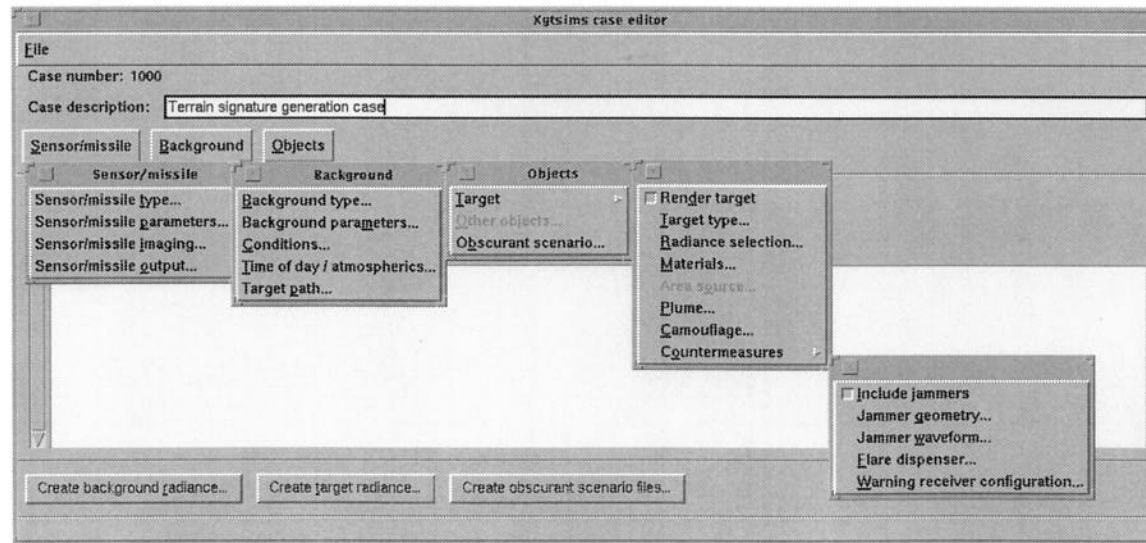 Xgtsims case editor
File
Case number: 1000
Case description: Terrain signature generation case
Sensor/missile Background Objects
Sensor/missile
Sensor/missile type...
Sensor/missile parameters...
Sensor/missile imaging...
Sensor/missile output...
Background
Background type...
Background parameters...
Conditions...
Time of day / atmospherics...
Target path...
Objects
Target
Other objects...
Obscurant scenario...
Render target
Target type...
Radiance selection...
Materials...
Area source...
Plume...
Camouflage...
Countermeasures
Include jammers
Jammer geometry...
Jammer waveform...
Flare dispenser...
Warning receiver configuration...
Create background radiance... Create target radiance... Create obscurant scenario files...